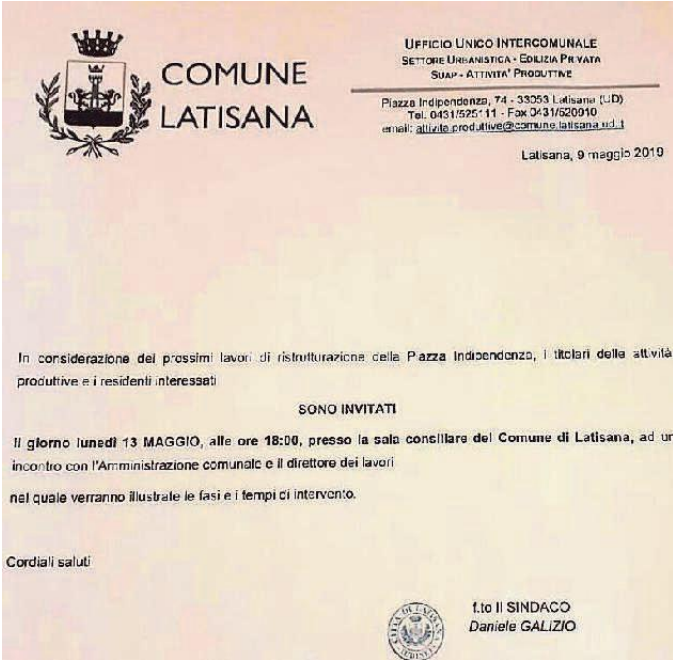 COMUNE
LATISANA
UFFICIO UNICO INTERCOMUNALE
SETTORE URBANISTICA - EDILIZIA PRIVATA
SUAP - ATTIVITA' PRODUTTIVE
Piazza Indipendenza, 74 - 33053 Latisana (UD)
Tel. 0431/525111 - Fax 0431/520910
email: attivita.produttive@comune.latisana.ud.it
Latisana, 9 maggio 2019
In considerazione dei prossimi lavori di ristrutturazione della Piazza Indipendenza, i titolari delle attività
produttive e i residenti interessati
SONO INVITATI
Il giorno lunedì 13 MAGGIO, alle ore 18:00, presso la sala consiliare del Comune di Latisana, ad un
incontro con l'Amministrazione comunale e il direttore dei lavori
nel quale verranno illustrate le fasi e i tempi di intervento.
Cordiali saluti
f.to Il SINDACO
Daniele GALIZIO